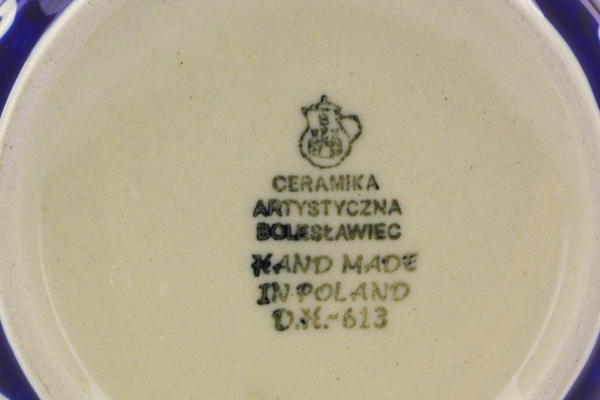 CERAMIKA
ARTYSTYCZNA
BOLESŁAWIEC
HAND MADE
IN POLAND
D.H.~613